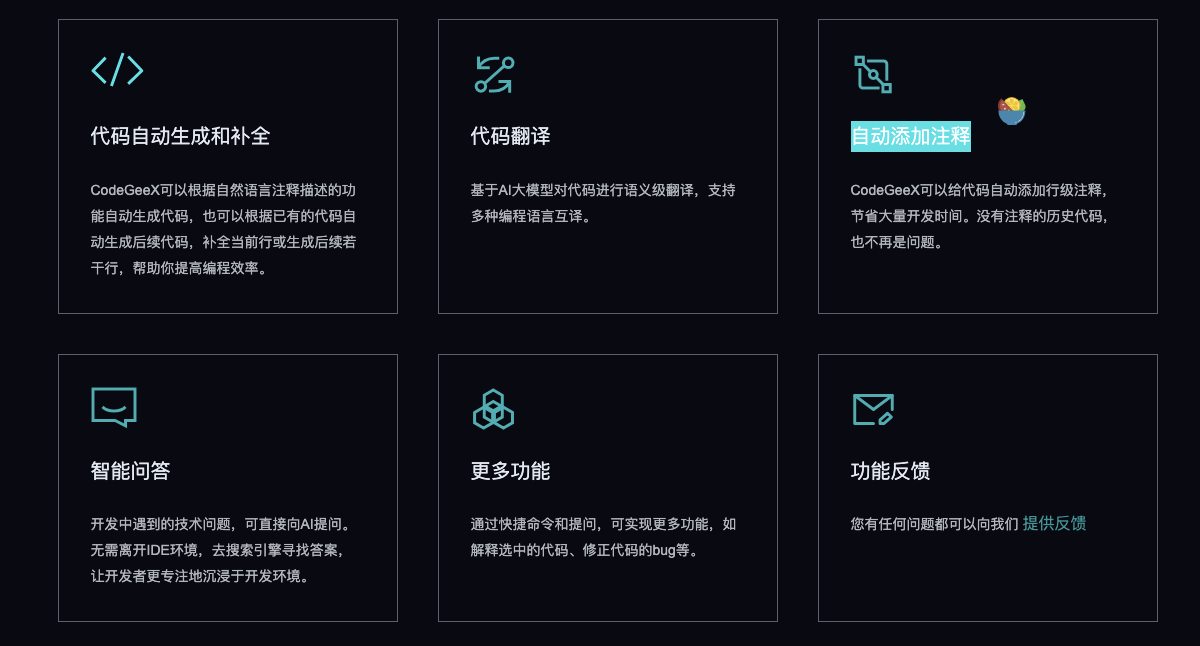 代码自动生成和补全
CodeGeeX可以根据自然语言注释描述的功
能自动生成代码，也可以根据已有的代码自
动生成后续代码，补全当前行或生成后续若
干行，帮助你提高编程效率。
代码翻译
基于AI大模型对代码进行语义级翻译，支持
多种编程语言互译。
自动添加注释
CodeGeeX可以给代码自动添加行级注释，
节省大量开发时间。没有注释的历史代码，
也不再是问题。
智能问答
开发中遇到的技术问题，可直接向AI提问。
无需离开IDE环境，去搜索引擎寻找答案，
让开发者更专注地沉浸于开发环境。
更多功能
通过快捷命令和提问，可实现更多功能，如
解释选中的代码、修正代码的bug等。
功能反馈
您有任何问题都可以向我们 提供反馈